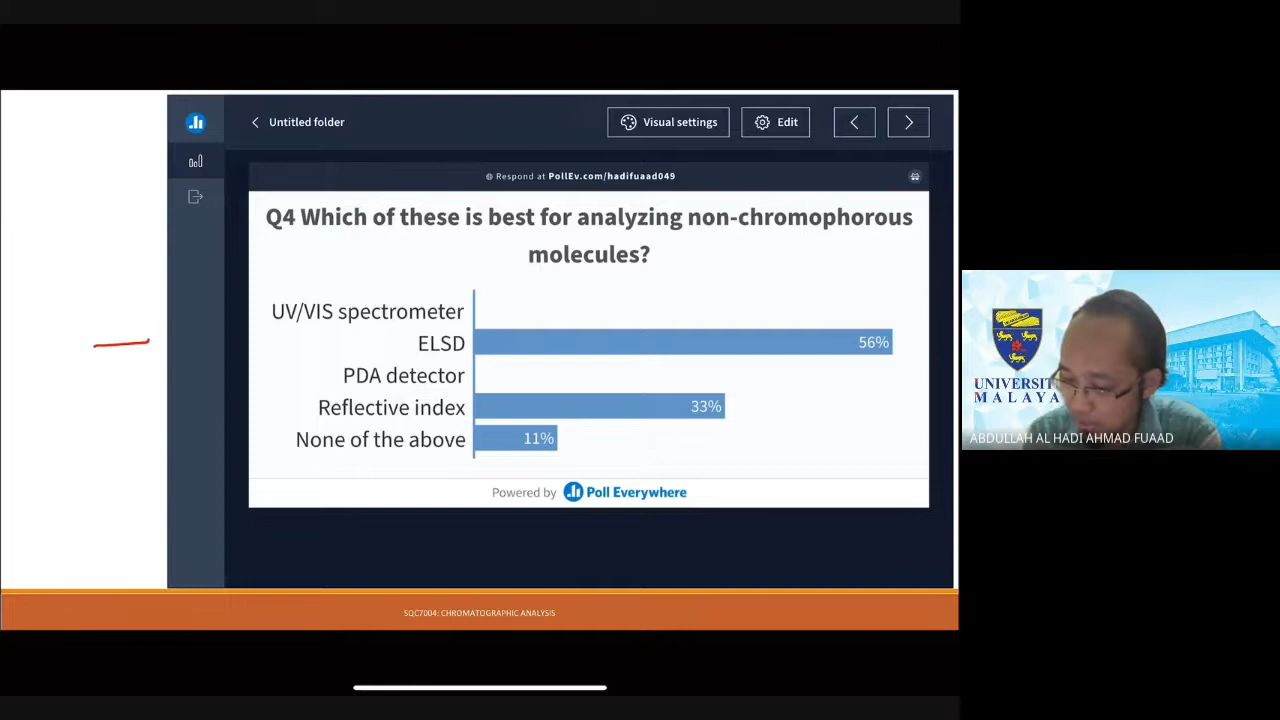 Untitled folder
Visual settings
Edit
Respond at PollEv.com/hadifuaad049
Q4 Which of these is best for analyzing non-chromophorous
molecules?
UV/VIS spectrometer
ELSD
56%
PDA detector
Reflective index
33%
None of the above
11%
Powered by Poll Everywhere
SQC7004: CHROMATOGRAPHIC ANALYSIS
UNIVERSIT
MALAYA
ABDULLAH AL HADI AHMAD FUAAD